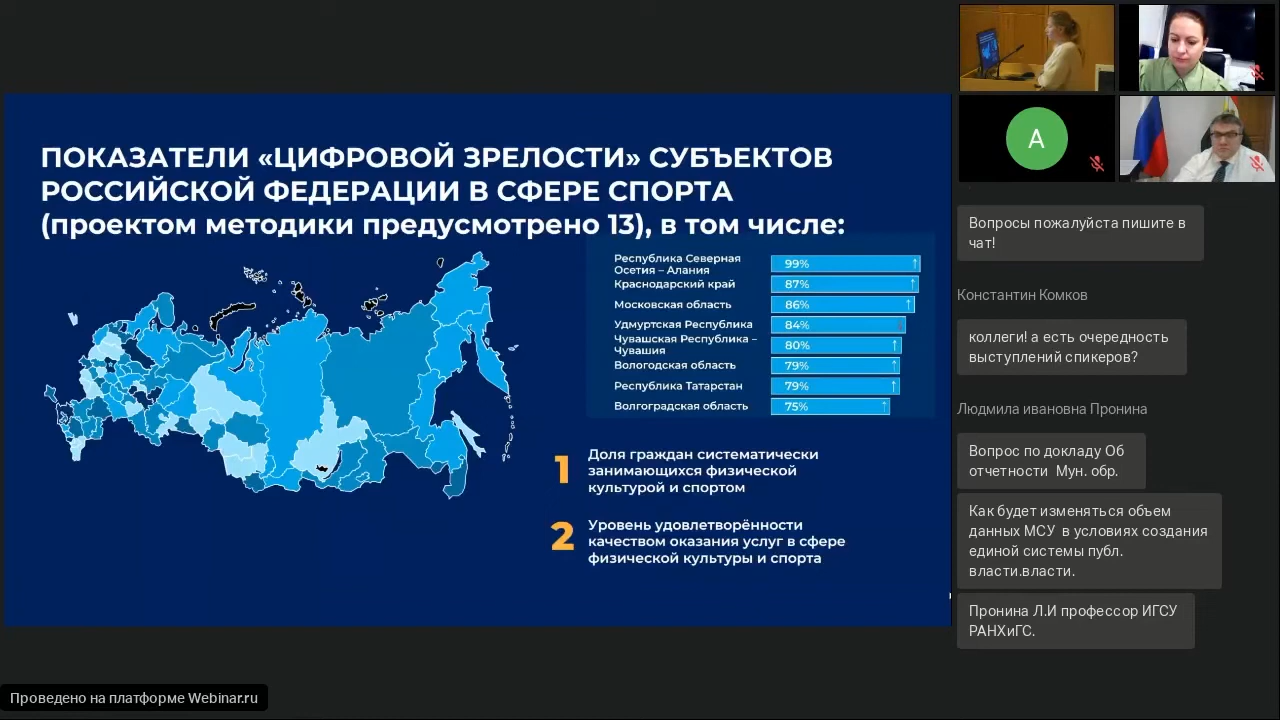 ПОКАЗАТЕЛИ «ЦИФРОВОЙ ЗРЕЛОСТИ» СУБЪЕКТОВ
РОССИЙСКОЙ ФЕДЕРАЦИИ В СФЕРЕ СПОРТА
(проектом методики предусмотрено 13), в том числе:
Республика Северная
Осетия – Алания
99%
Краснодарский край
87%
Московская область
86%
Удмуртская Республика
84%
Чувашская Республика –
Чувашия
80%
Вологодская область
79%
Республика Татарстан
79%
Волгоградская область
75%
1
Доля граждан систематически
занимающихся физической
культурой и спортом
2
Уровень удовлетворённости
качеством оказания услуг в сфере
физической культуры и спорта
А
Вопросы пожалуйста пишите в
чат!
Константин Комков
коллеги! а есть очередность
выступлений спикеров?
Людмила ивановна Пронина
Вопрос по докладу Об
отчетности Мун. обр.
Как будет изменяться объем
данных МСУ в условиях создания
единой системы публ.
власти.власти.
Пронина Л.И профессор ИГСУ
РАНХиГС.
Проведено на платформе Webinar.ru